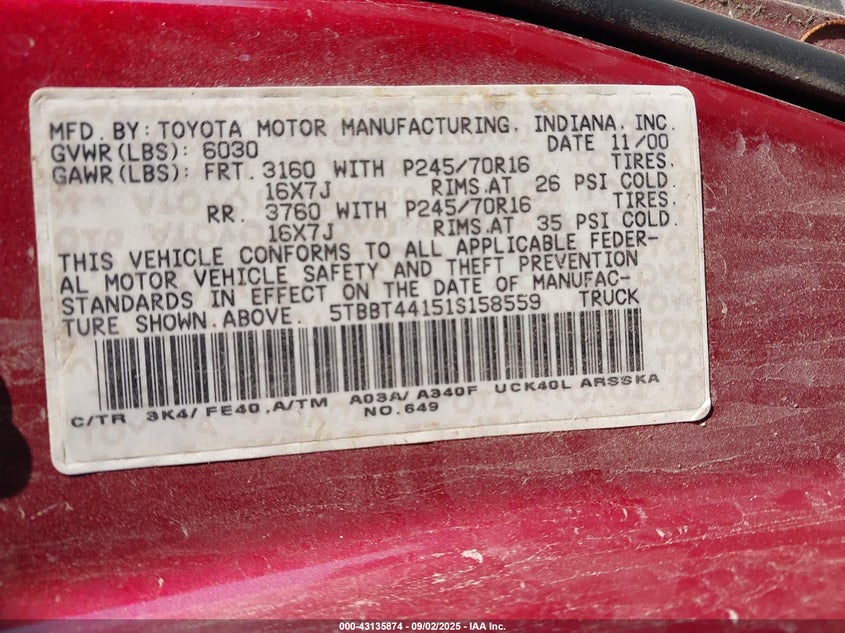 MFD. BY: TOYOTA MOTOR MANUFACTURING, INDIANA, INC.
GVWR(LBS): 6030 DATE 11/00
GAWR(LBS): FRT. 3160 WITH P245/70R16 TIRES.
16X7J RIMS.AT 26 PSI COLD.
RR. 3760 WITH P245/70R16 TIRES.
16X7J RIMS.AT 35 PSI COLD.
THIS VEHICLE CONFORMS TO ALL APPLICABLE FEDER-
AL MOTOR VEHICLE SAFETY AND THEFT PREVENTION
STANDARDS IN EFFECT ON THE DATE OF MANUFAC-
TURE SHOWN.ABOVE. 5TBBT44151S158559 TRUCK
C/TR 3K4/ FE40 ,A/TM A03A/ A340F UCK40L ARSSKA
NO.649
000-43135874 - 09/02/2025 - IAA Inc.